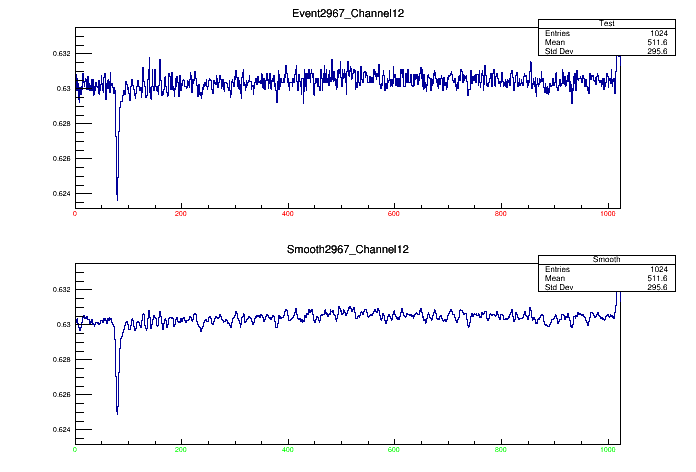 Event2967_Channel12
Test
Entries 1024
Mean 511.6
Std Dev 295.6
0.632
0.63
0.628
0.626
0.624
0 200 400 600 800 1000
Smooth2967_Channel12
Smooth
Entries 1024
Mean 511.6
Std Dev 295.6
0.632
0.63
0.628
0.626
0.624
0 200 400 600 800 1000